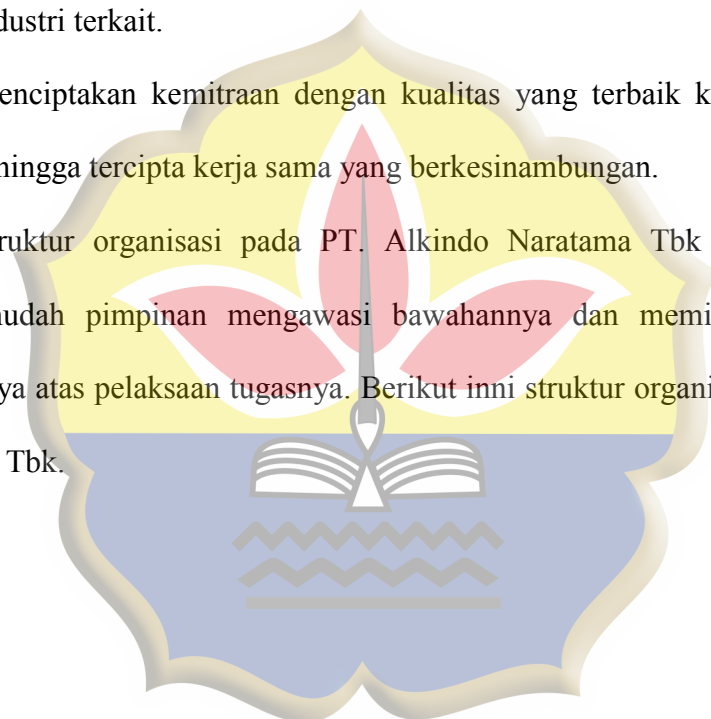 dustri terkait.
enciptakan kemitraan dengan kualitas yang terbaik k
hingga tercipta kerja sama yang berkesinambungan.
ruktur organisasi pada PT. Alkindo Naratama Tbk
udah pimpinan mengawasi bawahannya dan memi
ya atas pelaksaan tugasnya. Berikut inni struktur organi
Tbk.